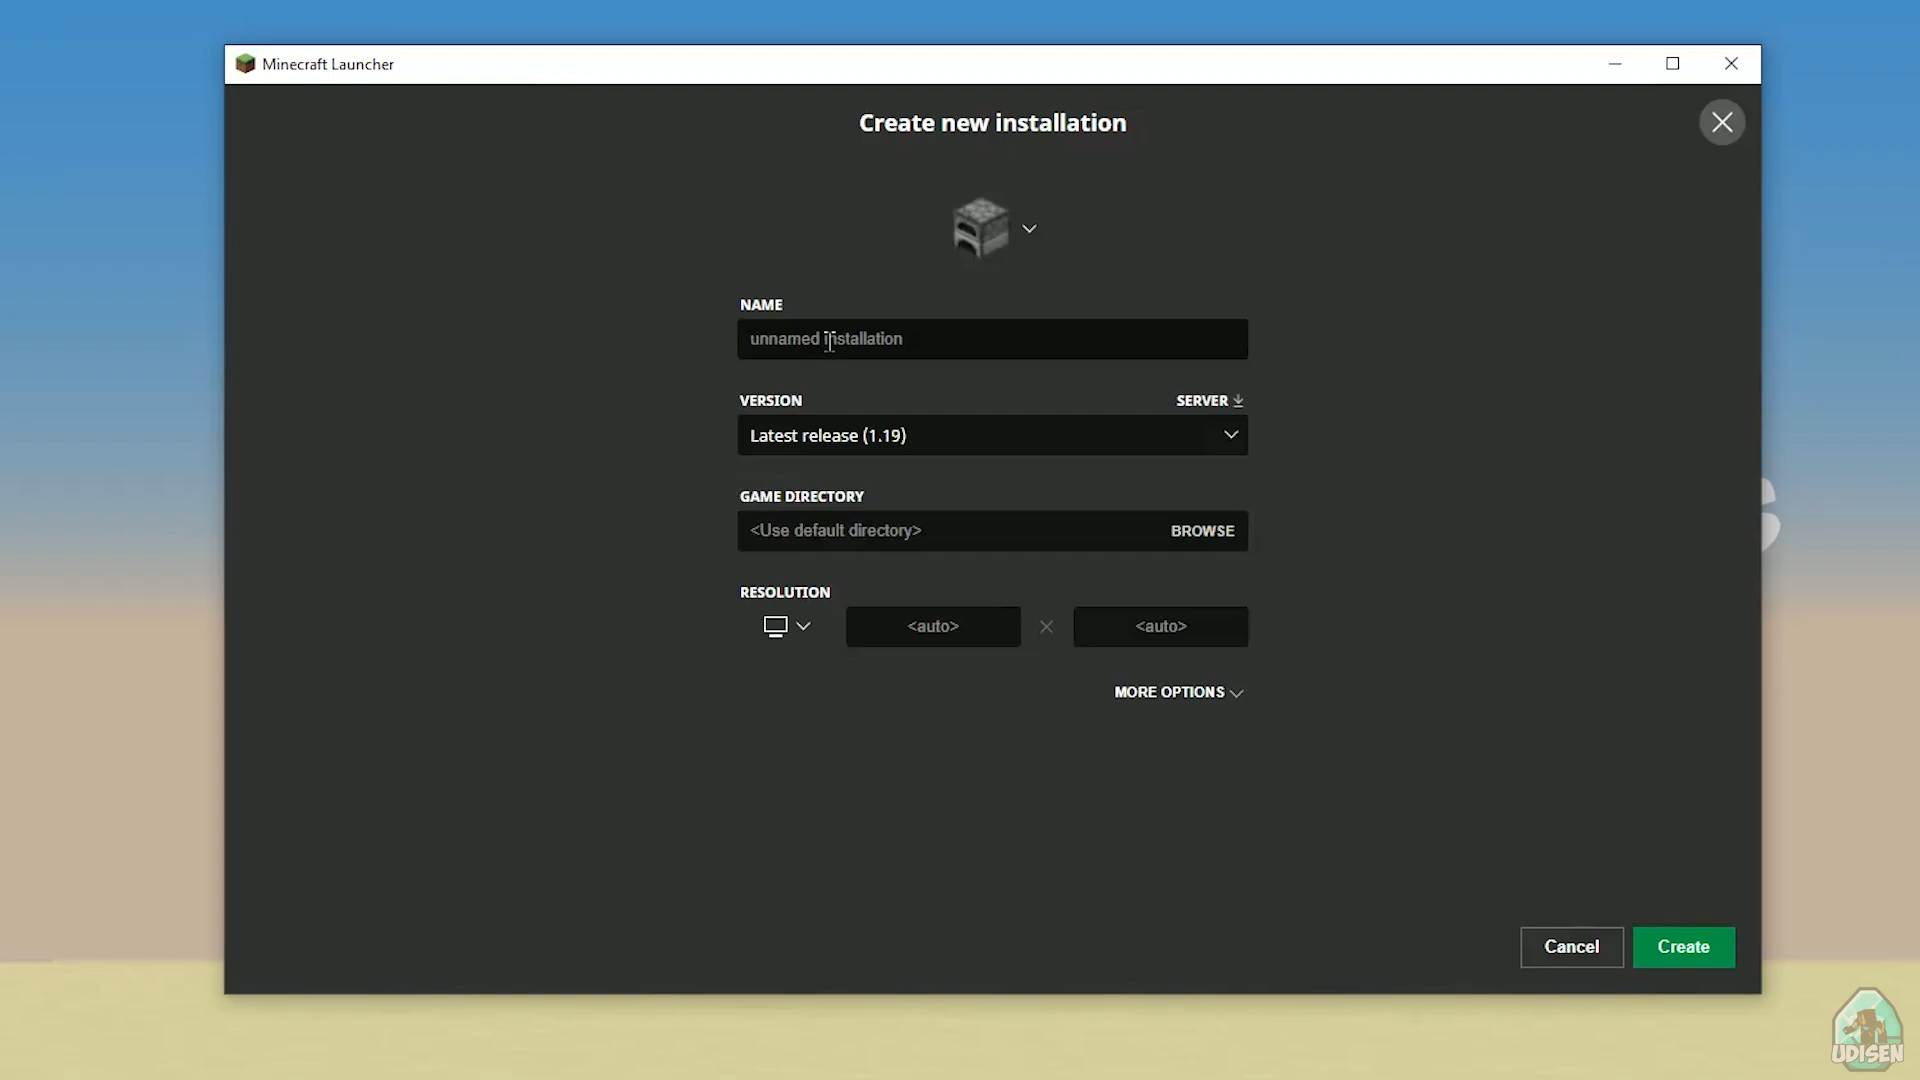 Minecraft Launcher
Create new installation
NAME
unnamed installation
VERSION
SERVER
Latest release (1.19)
GAME DIRECTORY
<Use default directory>
BROWSE
RESOLUTION
<auto>
<auto>
MORE OPTIONS
Cancel
Create
UDISEN